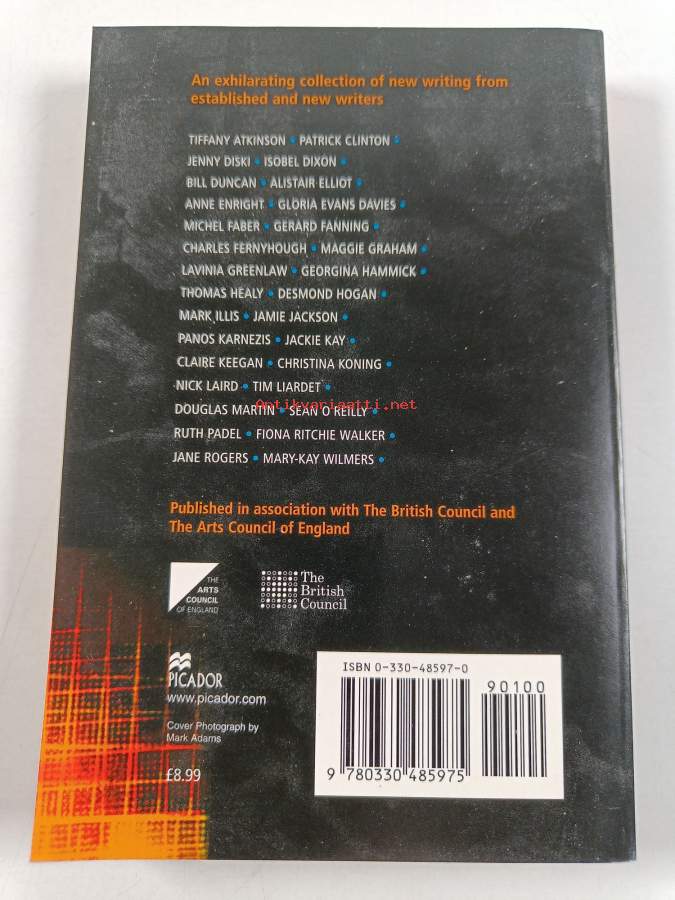 An exhilarating collection of new writing from
established and new writers
TIFFANY ATKINSON • PATRICK CLINTON •
JENNY DISKI • ISOBEL DIXON •
BILL DUNCAN • ALISTAIR ELLIOT •
ANNE ENRIGHT • GLORIA EVANS DAVIES •
MICHEL FABER • GERARD FANNING •
CHARLES FERNYHOUGH • MAGGIE GRAHAM •
LAVINIA GREENLAW • GEORGINA HAMMICK •
THOMAS HEALY • DESMOND HOGAN •
MARK ILLIS • JAMIE JACKSON •
PANOS KARNEZIS • JACKIE KAY •
CLAIRE KEEGAN • CHRISTINA KONING •
NICK LAIRD • TIM LIARDET •
Antikvariaatti.net
DOUGLAS MARTIN • SEAN O'REILLY •
RUTH PADEL • FIONA RITCHIE WALKER •
JANE ROGERS • MARY-KAY WILMERS •
Published in association with The British Council and
The Arts Council of England
THE
ARTS
COUNCIL
OF ENGLAND
The
British
Council
PICADOR
www.picador.com
Cover Photograph by
Mark Adams
£8.99
ISBN 0-330-48597-0
90100
9 780330 485975